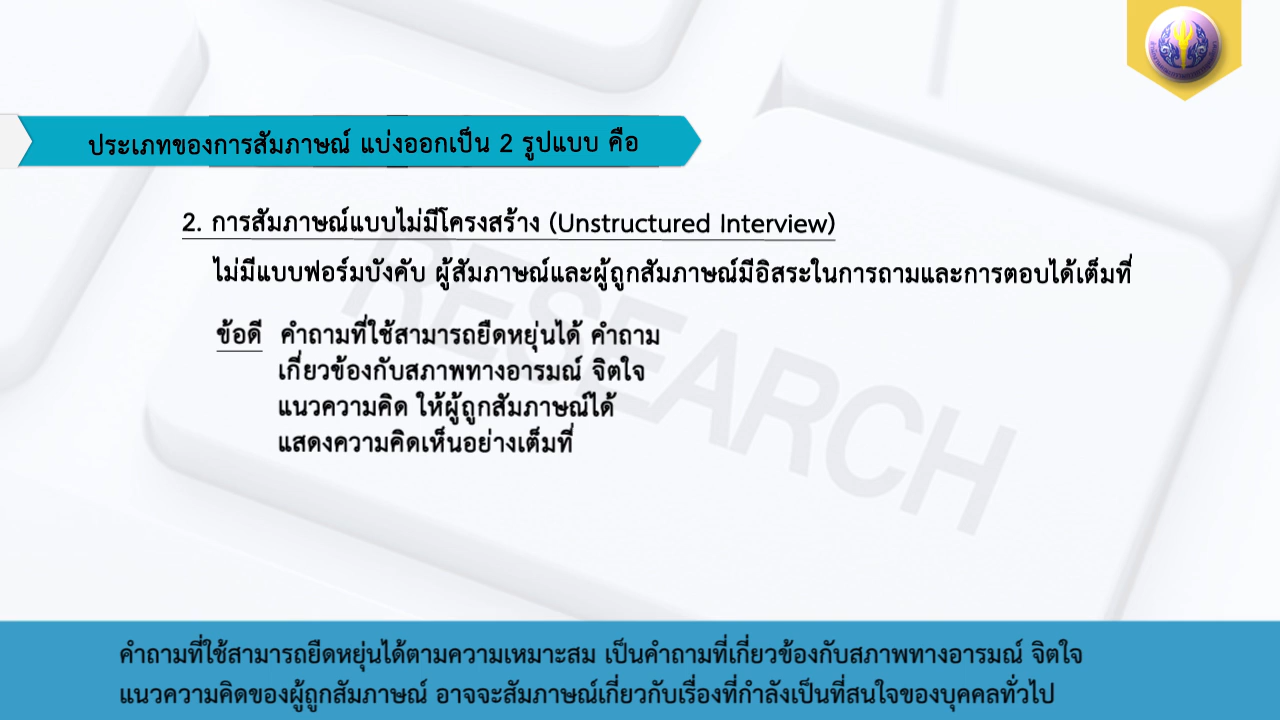 ประเภทของการสัมภาษณ์ แบ่งออกเป็น 2 รูปแบบ คือ
2. การสัมภาษณ์แบบไม่มีโครงสร้าง (Unstructured Interview)
ไม่มีแบบฟอร์มบังคับ ผู้สัมภาษณ์และผู้ถูกสัมภาษณ์มีอิสระในการถามและการตอบได้เต็มที่
ข้อดี คำถามที่ใช้สามารถยืดหยุ่นได้ คำถาม
เกี่ยวข้องกับสภาพทางอารมณ์ จิตใจ
แนวความคิด ให้ผู้ถูกสัมภาษณ์ได้
แสดงความคิดเห็นอย่างเต็มที่
RESEARCH
คำถามที่ใช้สามารถยืดหยุ่นได้ตามความเหมาะสม เป็นคำถามที่เกี่ยวข้องกับสภาพทางอารมณ์ จิตใจ
แนวความคิดของผู้ถูกสัมภาษณ์ อาจจะสัมภาษณ์เกี่ยวกับเรื่องที่กำลังเป็นที่สนใจของบุคคลทั่วไป